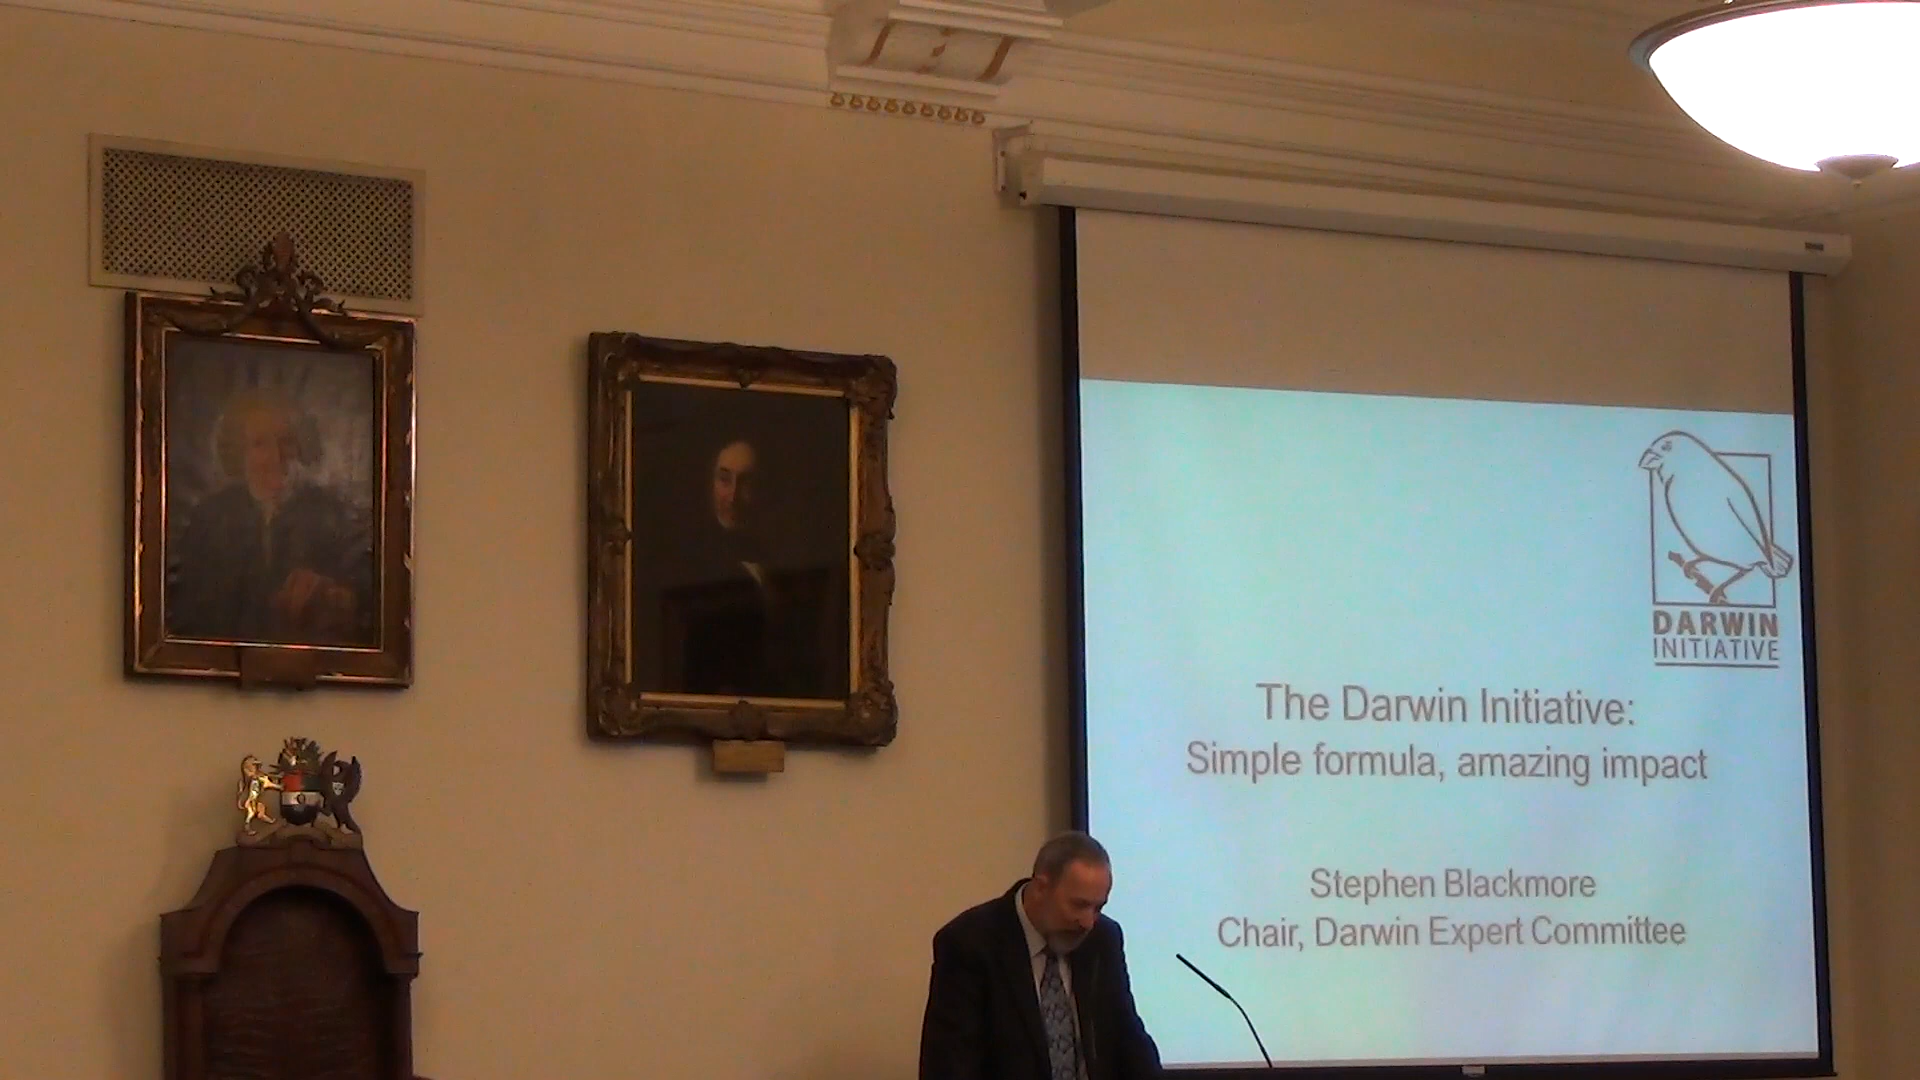 DARWIN
INITIATIVE
The Darwin Initiative:
Simple formula, amazing impact
Stephen Blackmore
Chair, Darwin Expert Committee